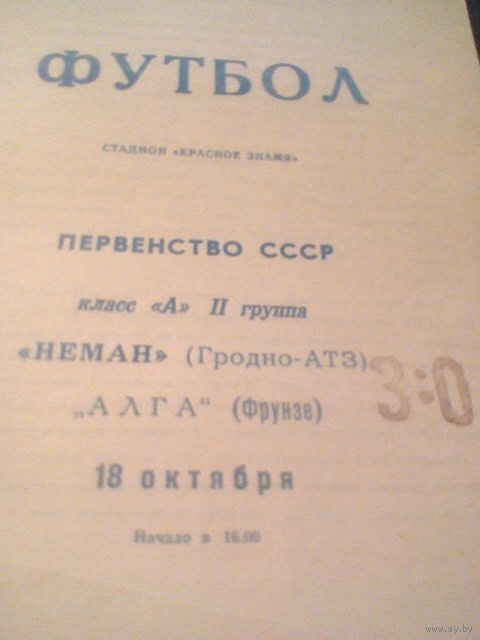 ФУТБОЛ
СТАДИОН «КРАСНОЕ ЗНАМЯ»
ПЕРВЕНСТВО СССР
класс «А» II группа
«НЕМАН» (Гродно-АТЗ)
3:0
„АЛГА“ (Фрунзе)
18 октября
Начало в 16.00
www.ay.by